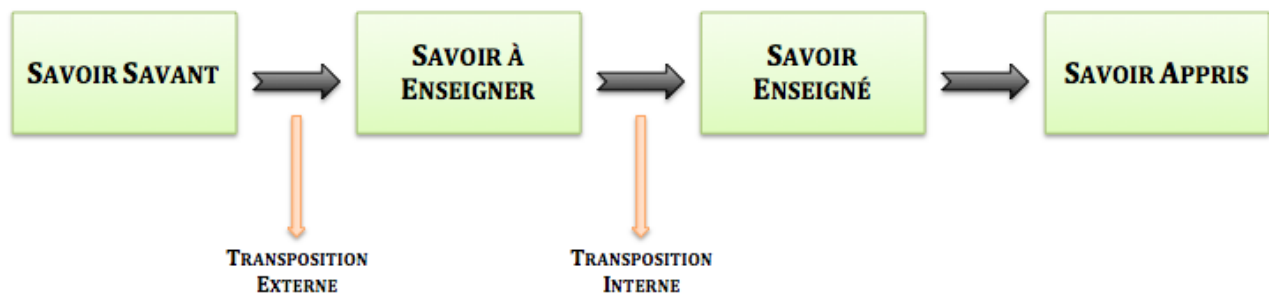 SAVOIR SAVANT
SAVOIR À
ENSEIGNER
SAVOIR
ENSEIGNÉ
SAVOIR APPRIS
TRANSPOSITION
EXTERNE
TRANSPOSITION
INTERNE